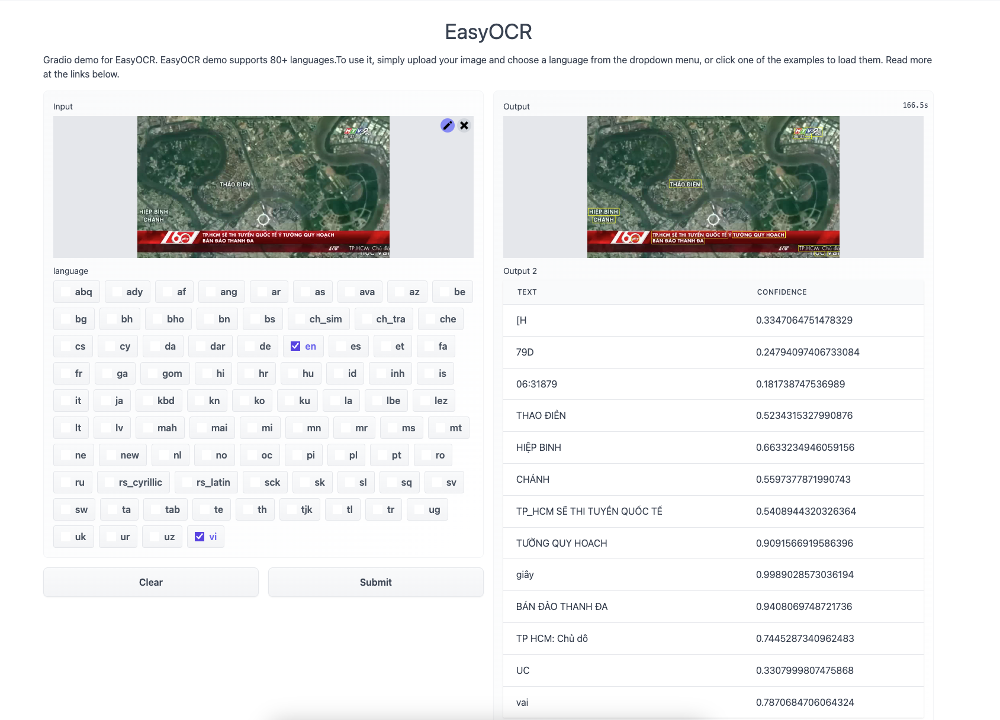 EasyOCR
Gradio demo for EasyOCR. EasyOCR demo supports 80+ languages.To use it, simply upload your image and choose a language from the dropdown menu, or click one of the examples to load them. Read more
at the links below.
Input
HTV9 HD
06:31
THẢO ĐIỀN
HIỆP BÌNH
CHÁNH
60 giây
TP.HCM SẼ THI TUYỂN QUỐC TẾ Ý TƯỞNG QUY HOẠCH
BÁN ĐẢO THANH ĐA
TP.HCM. Chủ độ
language
abq ady af ang ar as ava az be
bg bh bho bn bs ch_sim ch_tra che
cs cy da dar de en es et fa
fr ga gom hi hr hu id inh is
it ja kbd kn ko ku la lbe lez
lt lv mah mai mi mn mr ms mt
ne new nl no oc pi pl pt ro
ru rs_cyrillic rs_latin sck sk sl sq sv
sw ta tab te th tjk tl tr ug
uk ur uz vi
Clear Submit
Output 166.5s
HTV9 HD
06:31
THẢO ĐIỀN
HIỆP BÌNH
CHÁNH
60 giây
TP.HCM SẼ THI TUYỂN QUỐC TẾ Ý TƯỞNG QUY HOẠCH
BÁN ĐẢO THANH ĐA
TP.HCM. Chủ độ
Output 2
TEXT CONFIDENCE
[H 0.3347064751478329
79D 0.24794097406733084
06:31879 0.181738747536989
THAO ĐIỀN 0.5234315327990876
HIỆP BINH 0.6633234946059156
CHÁNH 0.5597377871990743
TP_HCM SẼ THI TUYỂN QUỐC TẾ 0.5408944320326364
TƯỜNG QUY HOACH 0.9091566919586396
giây 0.9989028573036194
BÁN ĐẢO THANH ĐA 0.9408069748721736
TP HCM: Chủ dô 0.7445287340962483
UC 0.3307999807475868
vai 0.7870684706064324